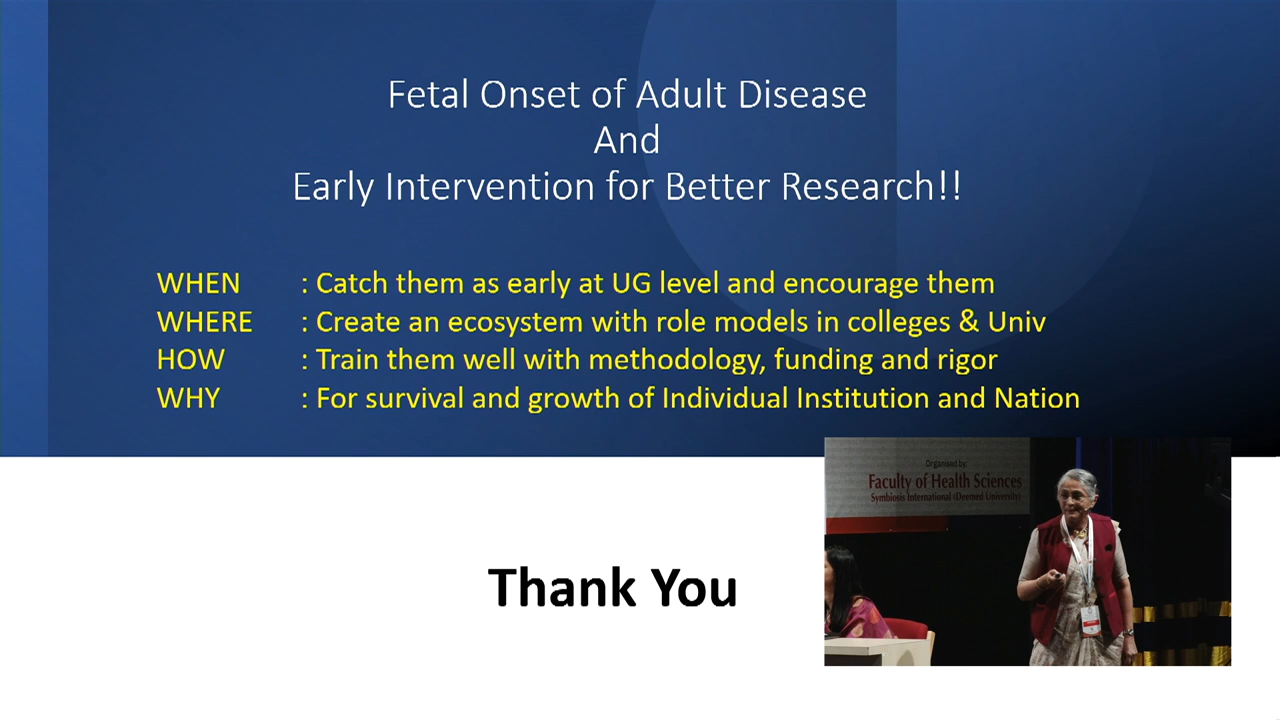 Fetal Onset of Adult Disease
And
Early Intervention for Better Research!!
WHEN : Catch them as early at UG level and encourage them
WHERE : Create an ecosystem with role models in colleges & Univ
HOW : Train them well with methodology, funding and rigor
WHY : For survival and growth of Individual Institution and Nation
Organised by:
Faculty of Health Sciences
Symbiosis International (Deemed University)
Thank You